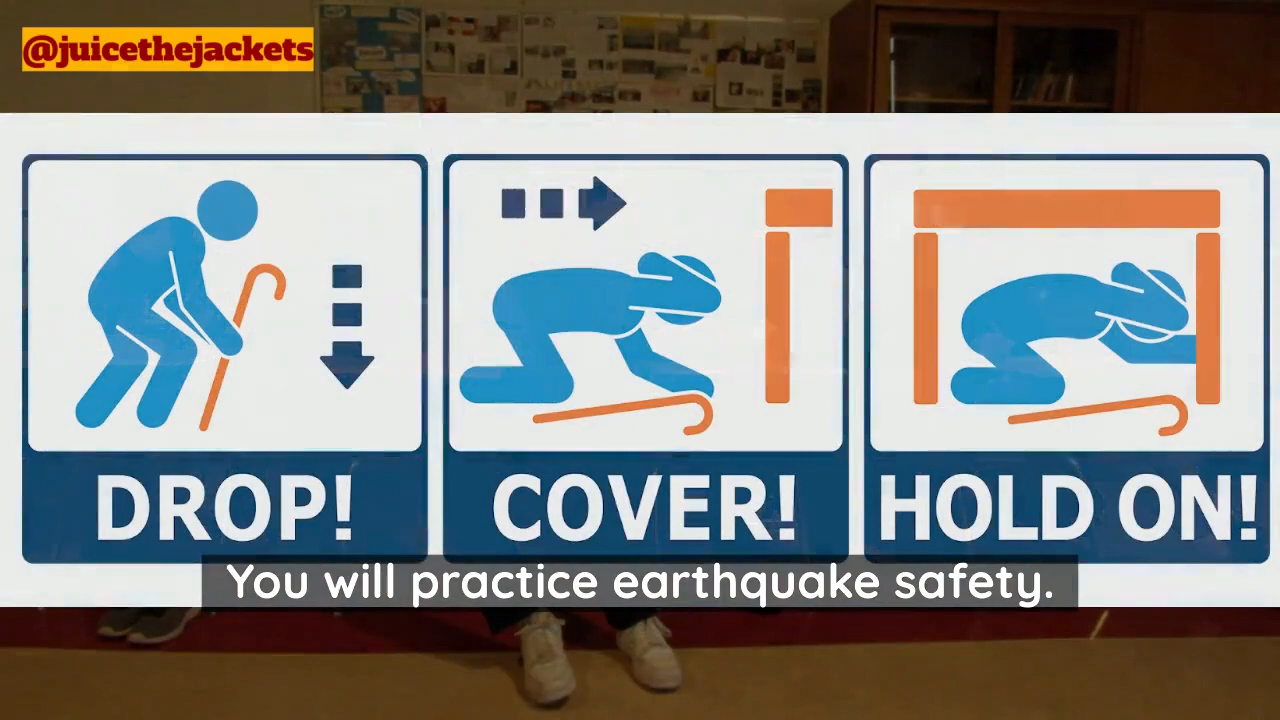 @juicethejackets
DROP!
COVER!
HOLD ON!
You will practice earthquake safety.